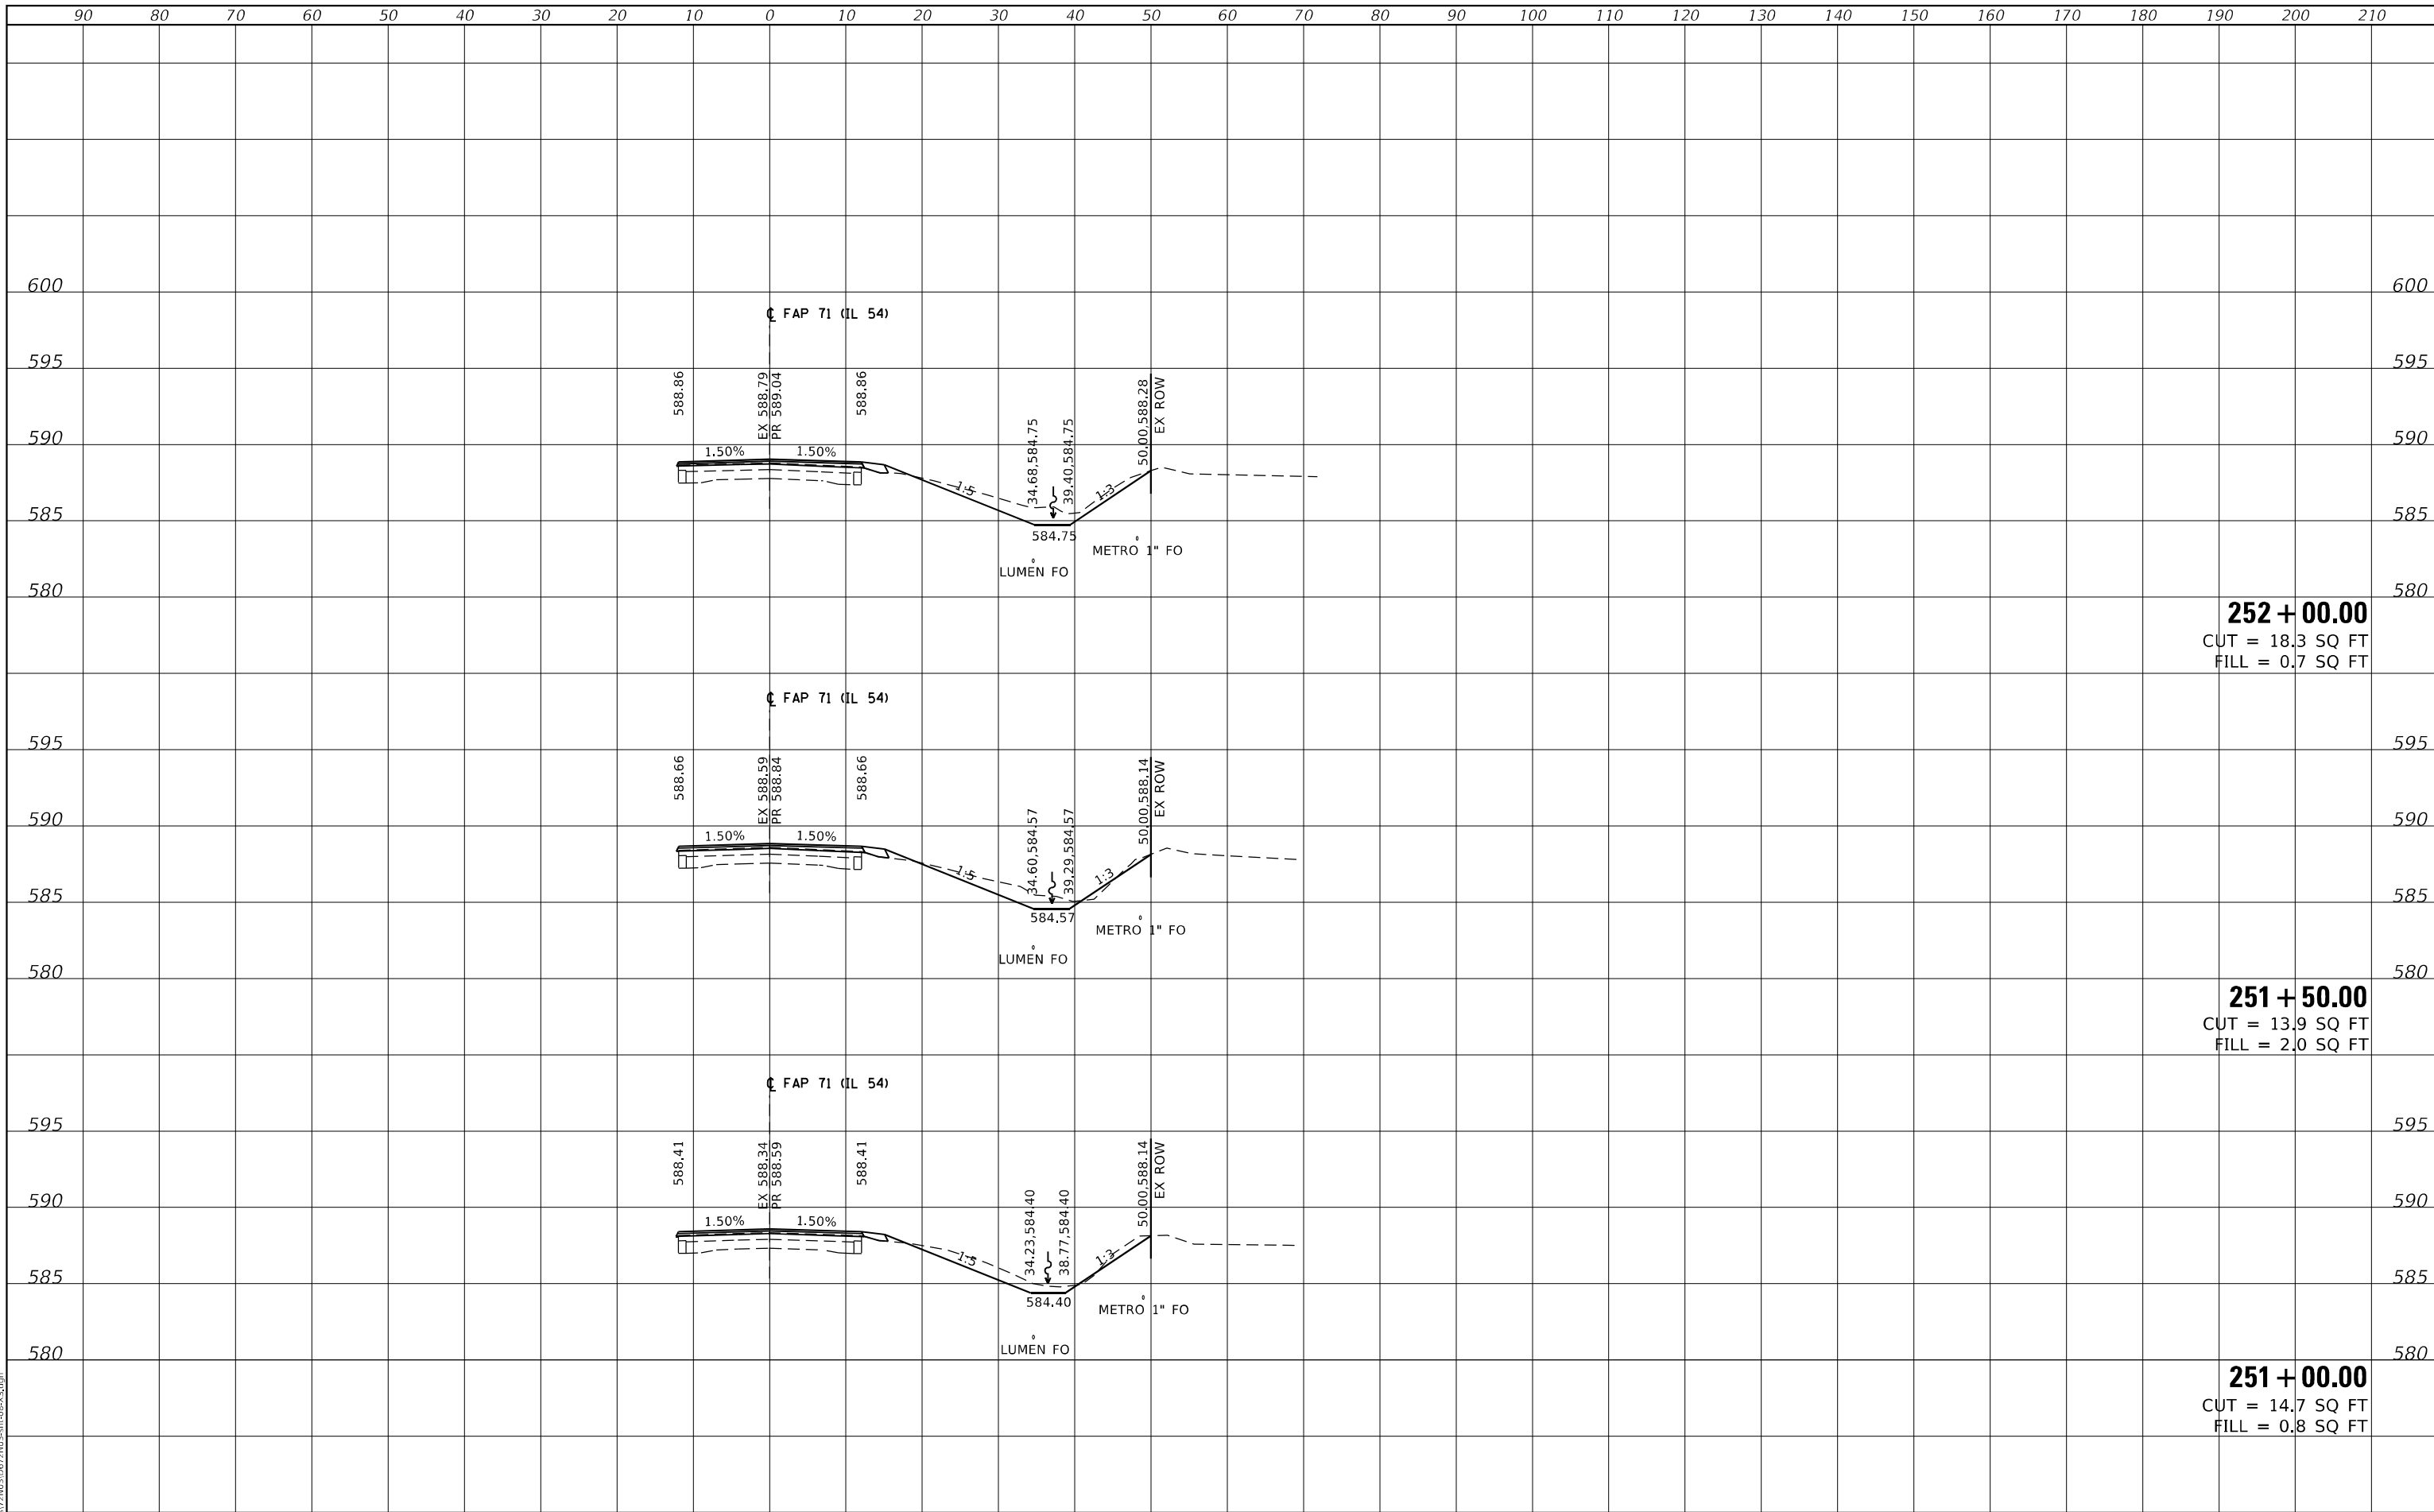 90 80 70 60 50 40 30 20 10 0 10 20 30 40 50 60 70 80 90 100 110 120 130 140 150 160 170 180 190 200 210
600 600
℄ FAP 71 (IL 54)
595 595
588.86
EX 588.79
PR 589.04
588.86
34.68,584.75
39.40,584.75
50.00,588.28
EX ROW
590 590
1.50% 1.50%
1:5
1:3
585 585
584.75
METRO 1" FO
LUMEN FO
580 580
252+00.00
CUT = 18.3 SQ FT
FILL = 0.7 SQ FT
℄ FAP 71 (IL 54)
595 595
588.66
EX 588.59
PR 588.84
588.66
34.60,584.57
39.29,584.57
50.00,588.14
EX ROW
590 590
1.50% 1.50%
1:5
1:3
585 585
584.57
METRO 1" FO
LUMEN FO
580 580
251+50.00
CUT = 13.9 SQ FT
FILL = 2.0 SQ FT
℄ FAP 71 (IL 54)
595 595
588.41
EX 588.34
PR 588.59
588.41
34.23,584.40
38.77,584.40
50.00,588.14
EX ROW
590 590
1.50% 1.50%
1:5
1:3
585 585
584.40
METRO 1" FO
LUMEN FO
580 580
251+00.00
CUT = 14.7 SQ FT
FILL = 0.8 SQ FT